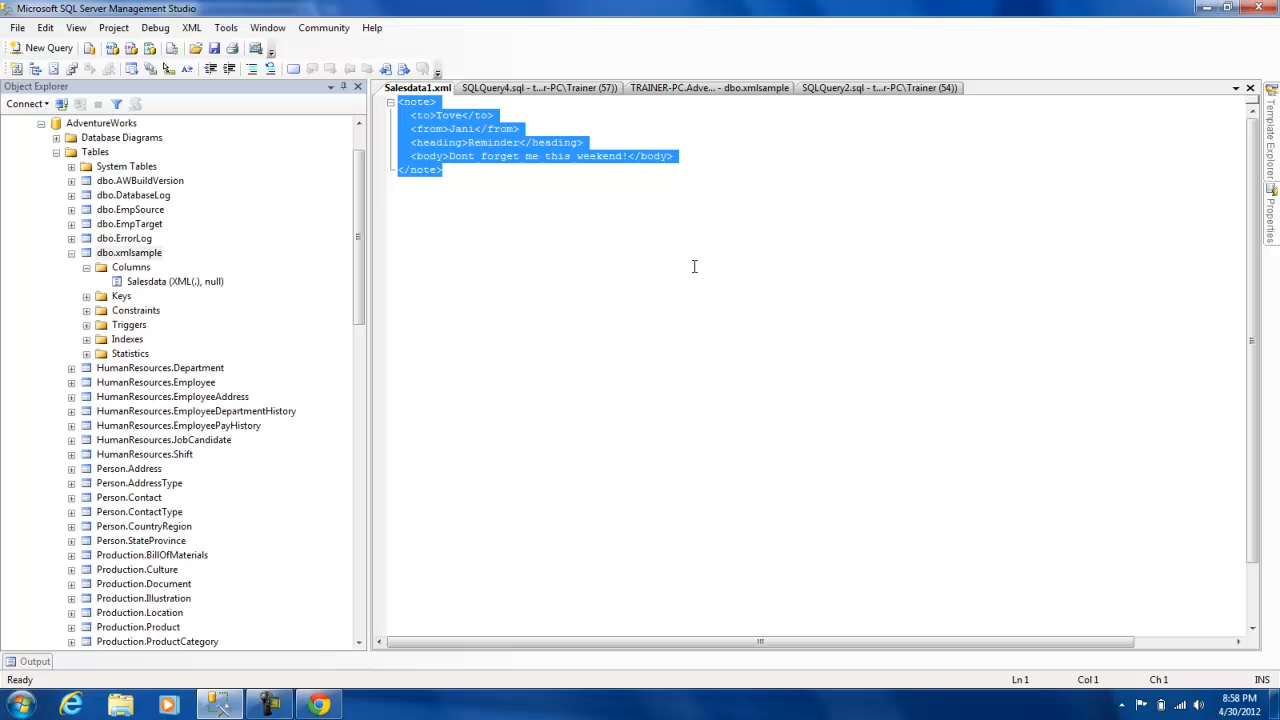 Microsoft SQL Server Management Studio
File Edit View Project Debug XML Tools Window Community Help
New Query
Object Explorer
Connect
AdventureWorks
Database Diagrams
Tables
System Tables
dbo.AWBuildVersion
dbo.DatabaseLog
dbo.EmpSource
dbo.EmpTarget
dbo.ErrorLog
dbo.xmlsample
Columns
Salesdata (XML(.), null)
Keys
Constraints
Triggers
Indexes
Statistics
HumanResources.Department
HumanResources.Employee
HumanResources.EmployeeAddress
HumanResources.EmployeeDepartmentHistory
HumanResources.EmployeePayHistory
HumanResources.JobCandidate
HumanResources.Shift
Person.Address
Person.AddressType
Person.Contact
Person.ContactType
Person.CountryRegion
Person.StateProvince
Production.BillOfMaterials
Production.Culture
Production.Document
Production.Illustration
Production.Location
Production.Product
Production.ProductCategory
Salesdata1.xml SQLQuery4.sql - t...r-PC\Trainer (57)) TRAINER-PC.Adve... - dbo.xmlsample SQLQuery2.sql - t...r-PC\Trainer (54))
<note>
<to>Tove</to>
<from>Jani</from>
<heading>Reminder</heading>
<body>Dont forget me this weekend!</body>
</note>
Template Explorer
Properties
Output
Ready Ln 1 Col 1 Ch 1 INS
8:58 PM
4/30/2012